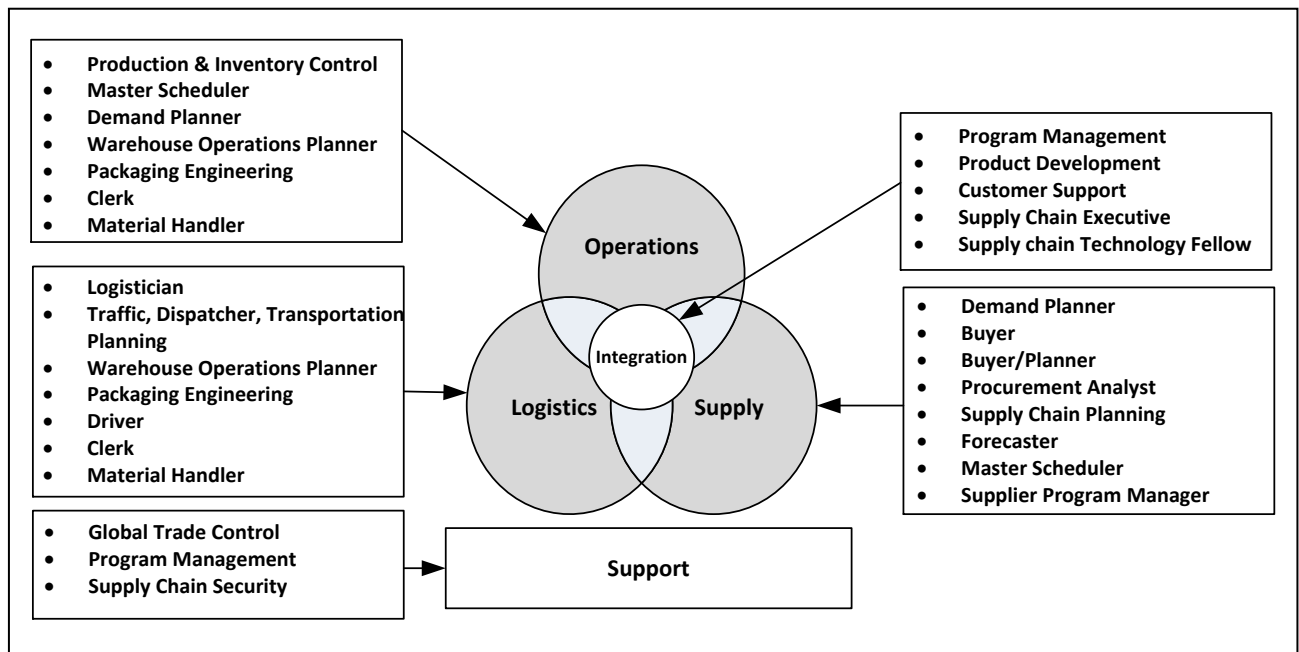 • Production & Inventory Control
• Master Scheduler
• Demand Planner
• Warehouse Operations Planner
• Packaging Engineering
• Clerk
• Material Handler
• Logistician
• Traffic, Dispatcher, Transportation
Planning
• Warehouse Operations Planner
• Packaging Engineering
• Driver
• Clerk
• Material Handler
• Global Trade Control
• Program Management
• Supply Chain Security
Operations
Integration
Logistics
Supply
Support
• Program Management
• Product Development
• Customer Support
• Supply Chain Executive
• Supply chain Technology Fellow
• Demand Planner
• Buyer
• Buyer/Planner
• Procurement Analyst
• Supply Chain Planning
• Forecaster
• Master Scheduler
• Supplier Program Manager